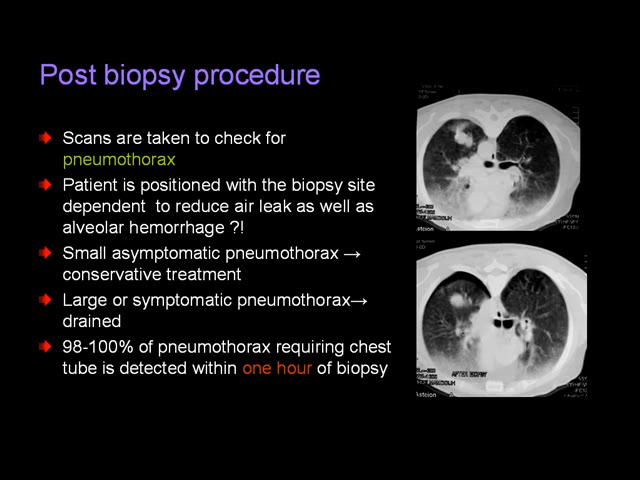 Post biopsy procedure
Scans are taken to check for
pneumothorax
Patient is positioned with the biopsy site
dependent to reduce air leak as well as
alveolar hemorrhage ?!
Small asymptomatic pneumothorax →
conservative treatment
Large or symptomatic pneumothorax→
drained
98-100% of pneumothorax requiring chest
tube is detected within one hour of biopsy
AFTER BIOPSY